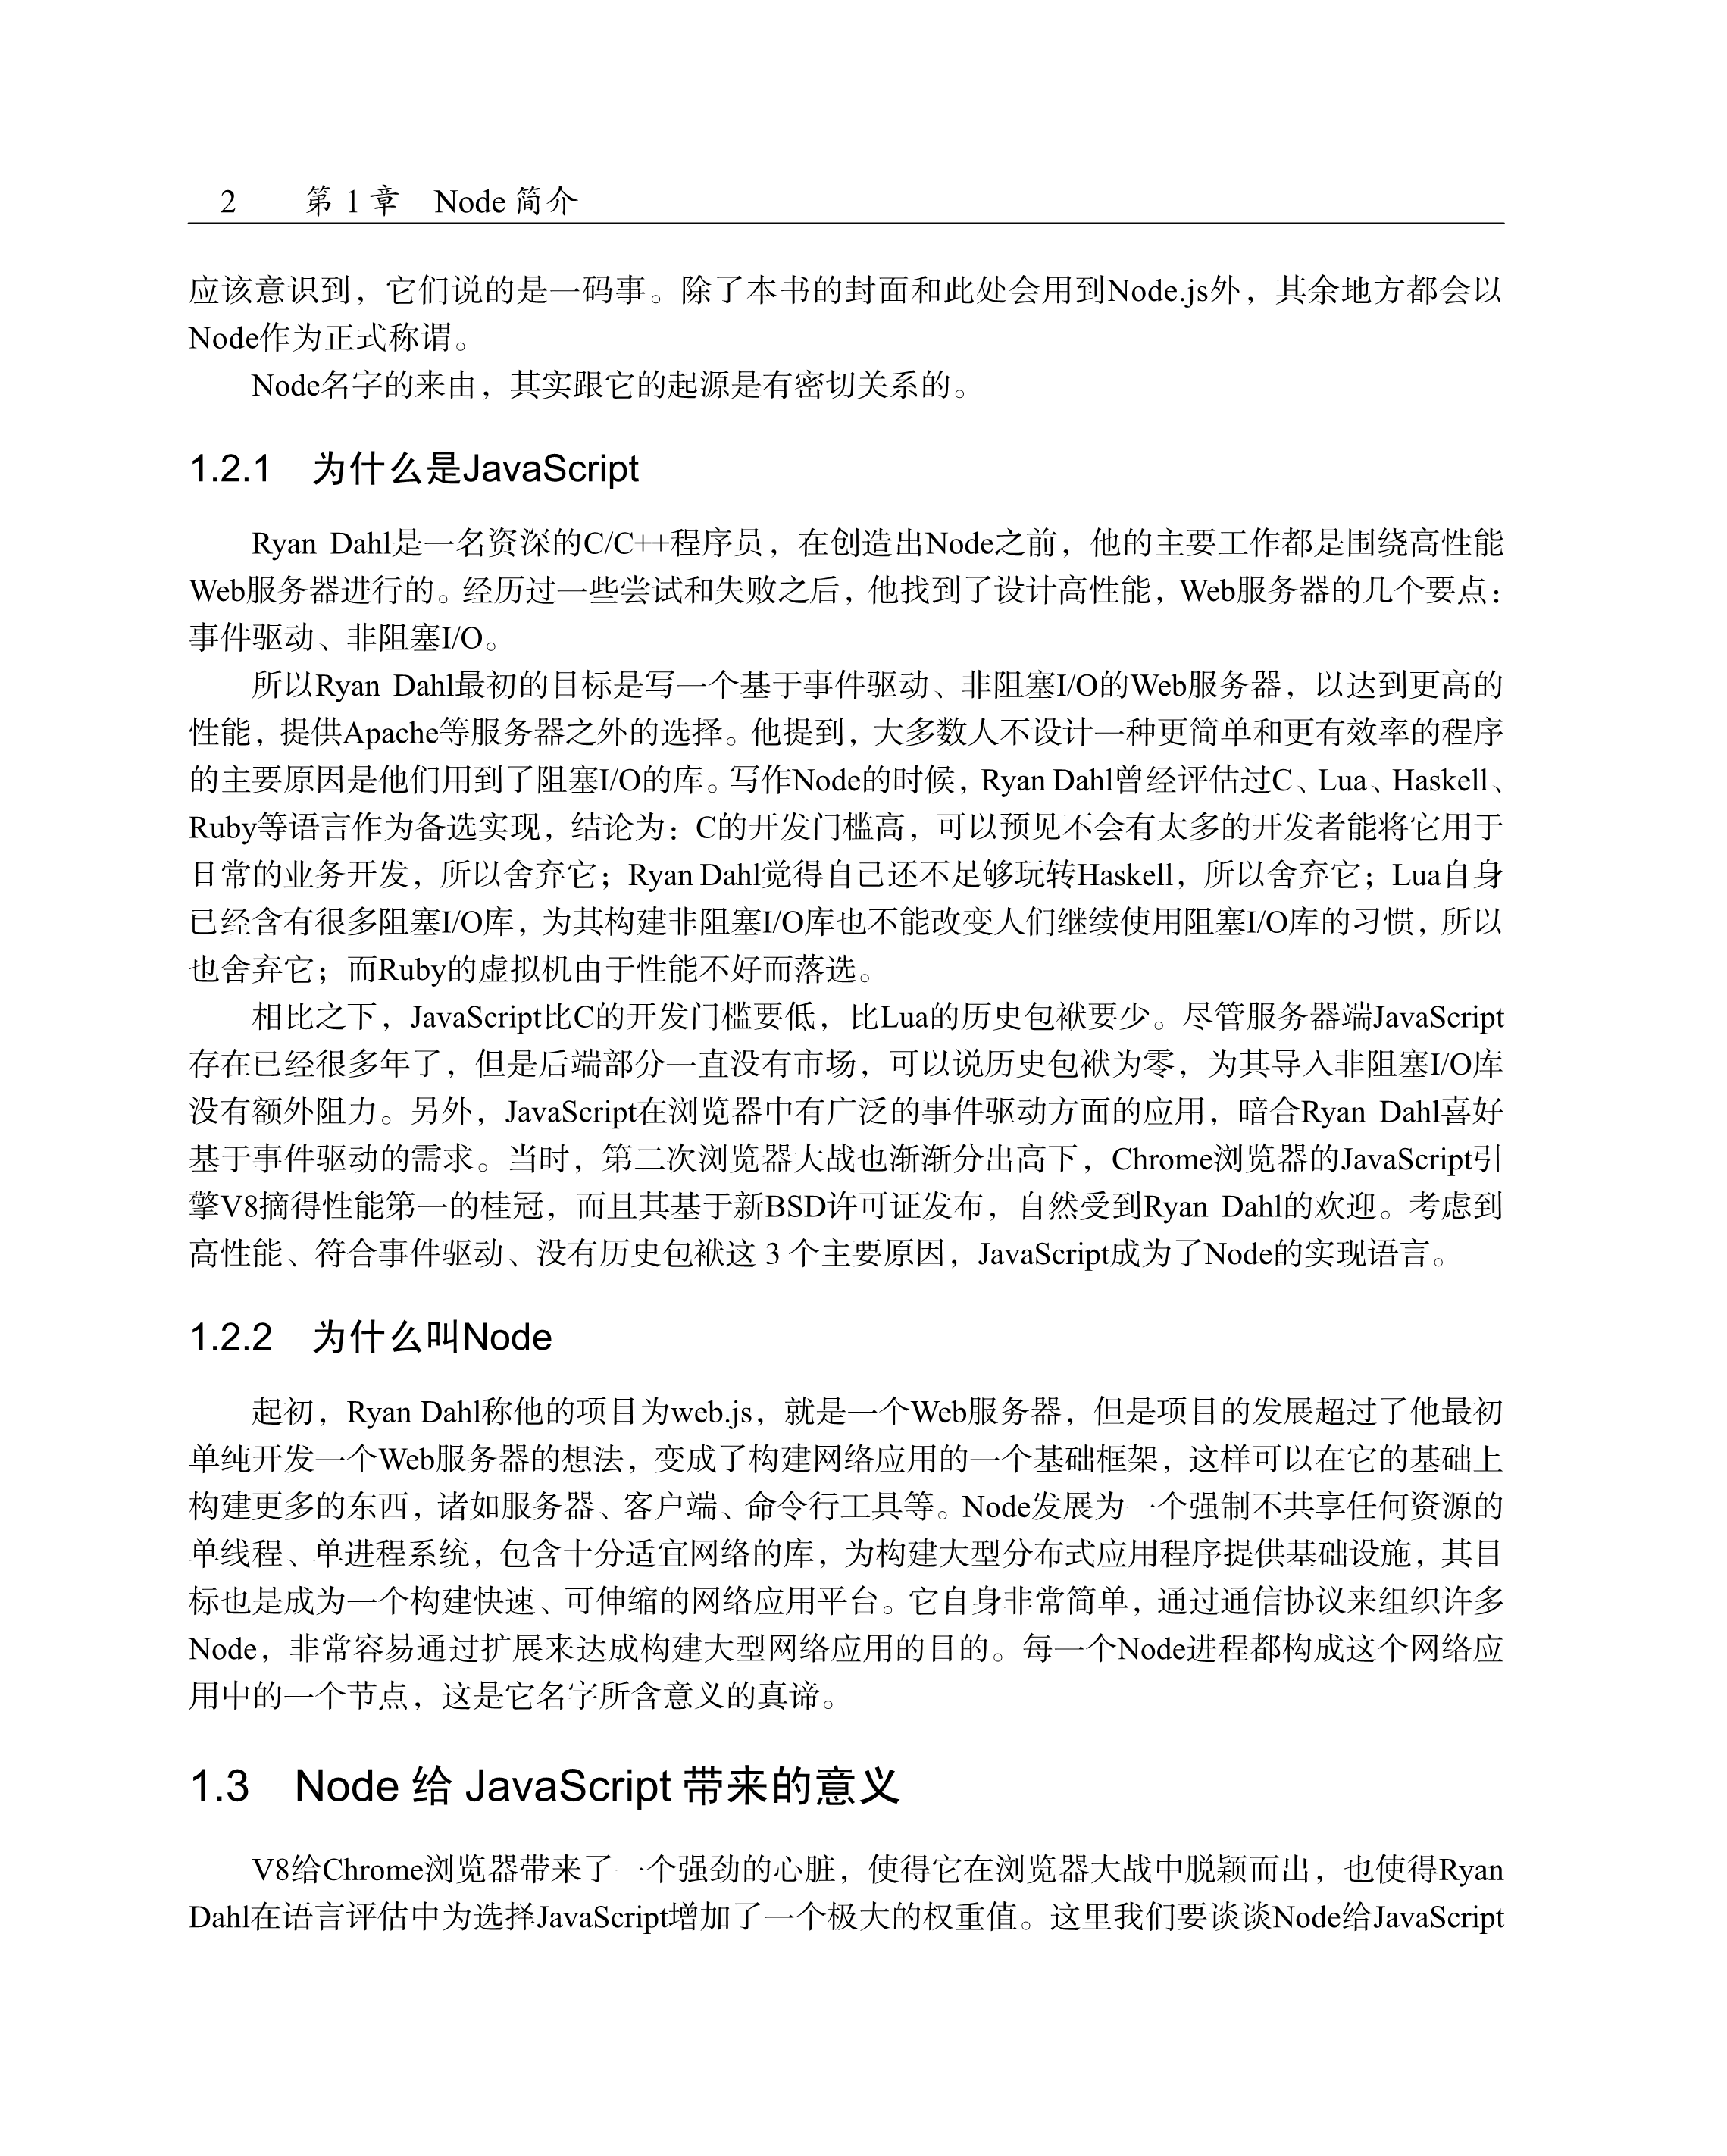 2 第 1 章 Node 简介
应该意识到，它们说的是一码事。除了本书的封面和此处会用到Node.js外，其余地方都会以
Node作为正式称谓。
Node名字的来由，其实跟它的起源是有密切关系的。
1.2.1 为什么是JavaScript
Ryan Dahl是一名资深的C/C++程序员，在创造出Node之前，他的主要工作都是围绕高性能
Web服务器进行的。经历过一些尝试和失败之后，他找到了设计高性能，Web服务器的几个要点：
事件驱动、非阻塞I/O。
所以Ryan Dahl最初的目标是写一个基于事件驱动、非阻塞I/O的Web服务器，以达到更高的
性能，提供Apache等服务器之外的选择。他提到，大多数人不设计一种更简单和更有效率的程序
的主要原因是他们用到了阻塞I/O的库。写作Node的时候，Ryan Dahl曾经评估过C、Lua、Haskell、
Ruby等语言作为备选实现，结论为：C的开发门槛高，可以预见不会有太多的开发者能将它用于
日常的业务开发，所以舍弃它；Ryan Dahl觉得自己还不足够玩转Haskell，所以舍弃它；Lua自身
已经含有很多阻塞I/O库，为其构建非阻塞I/O库也不能改变人们继续使用阻塞I/O库的习惯，所以
也舍弃它；而Ruby的虚拟机由于性能不好而落选。
相比之下，JavaScript比C的开发门槛要低，比Lua的历史包袱要少。尽管服务器端JavaScript
存在已经很多年了，但是后端部分一直没有市场，可以说历史包袱为零，为其导入非阻塞I/O库
没有额外阻力。另外，JavaScript在浏览器中有广泛的事件驱动方面的应用，暗合Ryan Dahl喜好
基于事件驱动的需求。当时，第二次浏览器大战也渐渐分出高下，Chrome浏览器的JavaScript引
擎V8摘得性能第一的桂冠，而且其基于新BSD许可证发布，自然受到Ryan Dahl的欢迎。考虑到
高性能、符合事件驱动、没有历史包袱这 3 个主要原因，JavaScript成为了Node的实现语言。
1.2.2 为什么叫Node
起初，Ryan Dahl称他的项目为web.js，就是一个Web服务器，但是项目的发展超过了他最初
单纯开发一个Web服务器的想法，变成了构建网络应用的一个基础框架，这样可以在它的基础上
构建更多的东西，诸如服务器、客户端、命令行工具等。Node发展为一个强制不共享任何资源的
单线程、单进程系统，包含十分适宜网络的库，为构建大型分布式应用程序提供基础设施，其目
标也是成为一个构建快速、可伸缩的网络应用平台。它自身非常简单，通过通信协议来组织许多
Node，非常容易通过扩展来达成构建大型网络应用的目的。每一个Node进程都构成这个网络应
用中的一个节点，这是它名字所含意义的真谛。
1.3 Node 给 JavaScript 带来的意义
V8给Chrome浏览器带来了一个强劲的心脏，使得它在浏览器大战中脱颖而出，也使得Ryan
Dahl在语言评估中为选择JavaScript增加了一个极大的权重值。这里我们要谈谈Node给JavaScript